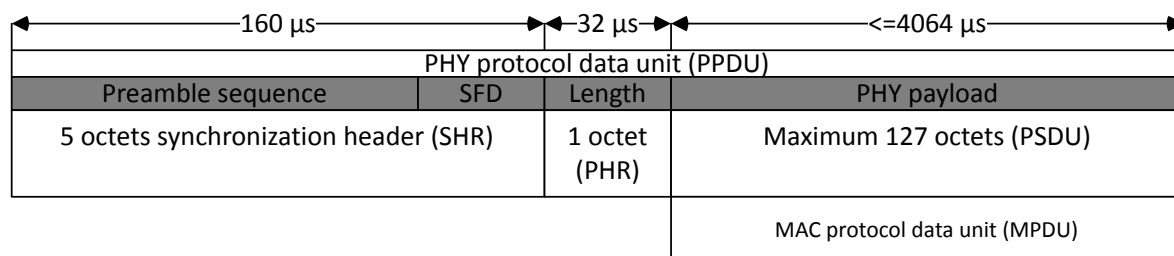 160 µs 32 µs <=4064 µs
PHY protocol data unit (PPDU)
Preamble sequence SFD Length PHY payload
5 octets synchronization header (SHR) 1 octet Maximum 127 octets (PSDU)
(PHR)
MAC protocol data unit (MPDU)